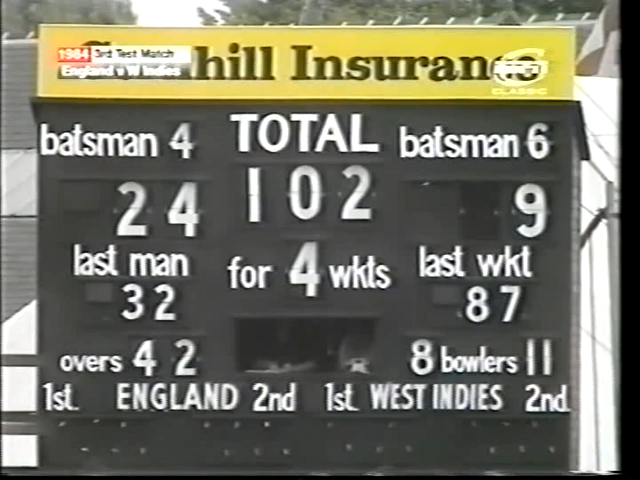 1984 3rd Test Match
England v W Indies
hill Insurance
CLASSIC
batsman 4 TOTAL batsman 6
24 102 9
last man for 4 wkts last wkt
32 87
overs 42 8 bowlers 11
1st. ENGLAND 2nd 1st. WEST INDIES 2nd.